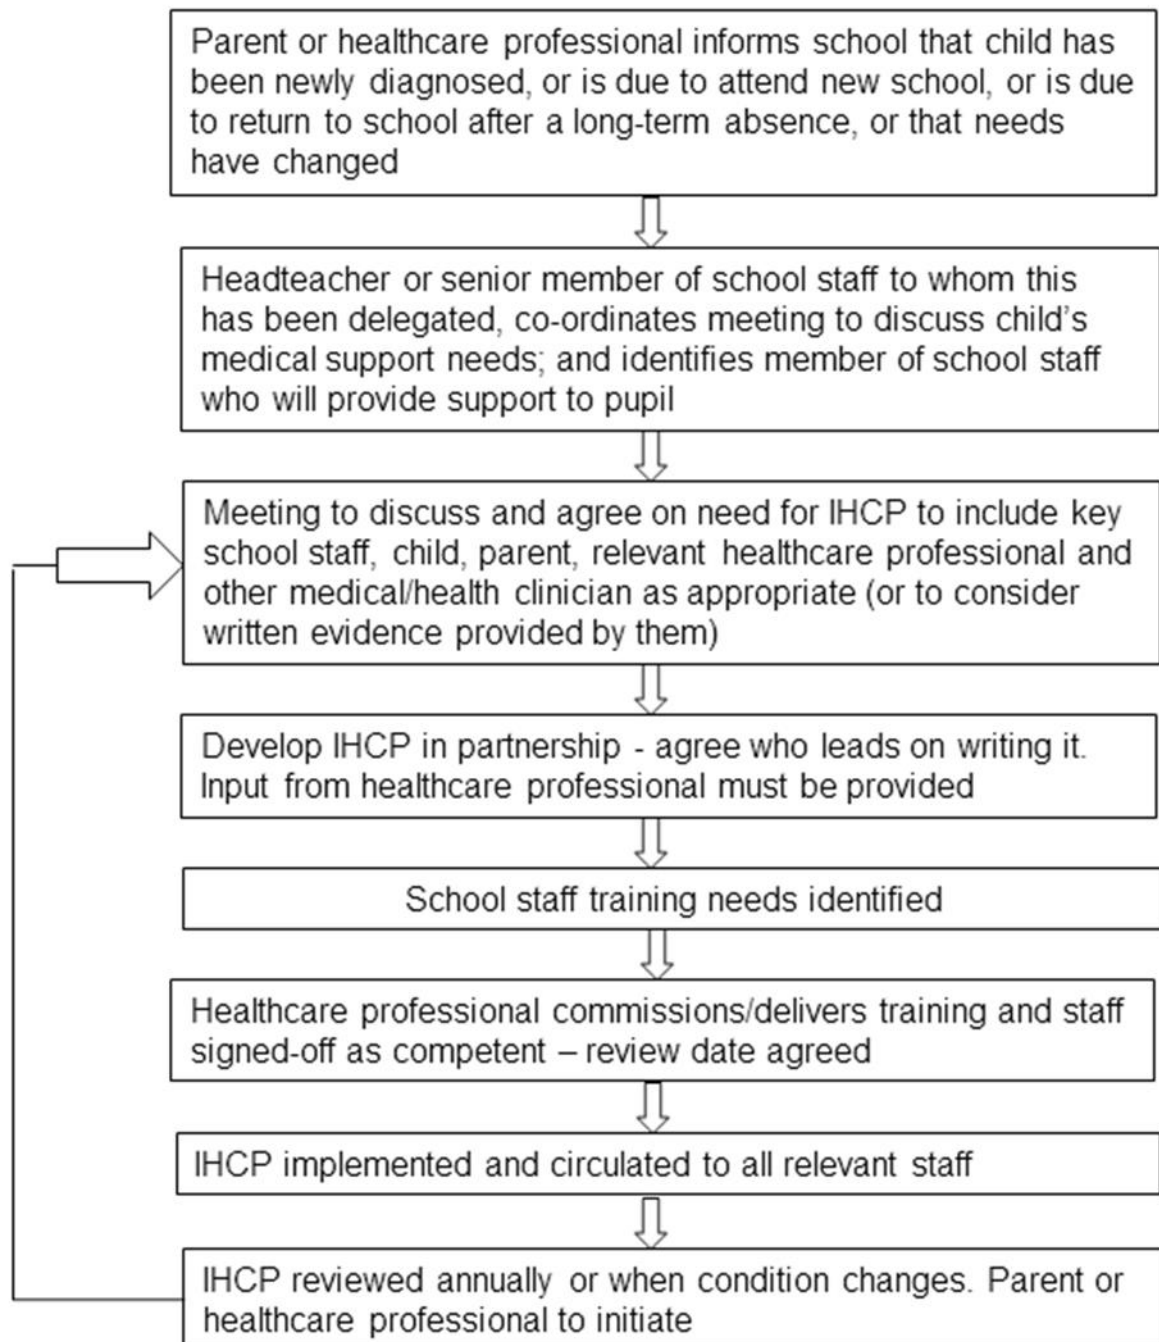 Parent or healthcare professional informs school that child has
been newly diagnosed, or is due to attend new school, or is due
to return to school after a long-term absence, or that needs
have changed
Headteacher or senior member of school staff to whom this
has been delegated, co-ordinates meeting to discuss child's
medical support needs; and identifies member of school staff
who will provide support to pupil
Meeting to discuss and agree on need for IHCP to include key
school staff, child, parent, relevant healthcare professional and
other medical/health clinician as appropriate (or to consider
written evidence provided by them)
Develop IHCP in partnership - agree who leads on writing it.
Input from healthcare professional must be provided
School staff training needs identified
Healthcare professional commissions/delivers training and staff
signed-off as competent – review date agreed
IHCP implemented and circulated to all relevant staff
IHCP reviewed annually or when condition changes. Parent or
healthcare professional to initiate